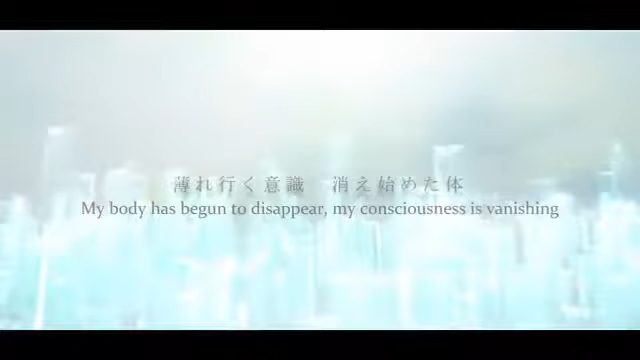 薄れ行く意識　消え始めた体
My body has begun to disappear, my consciousness is vanishing